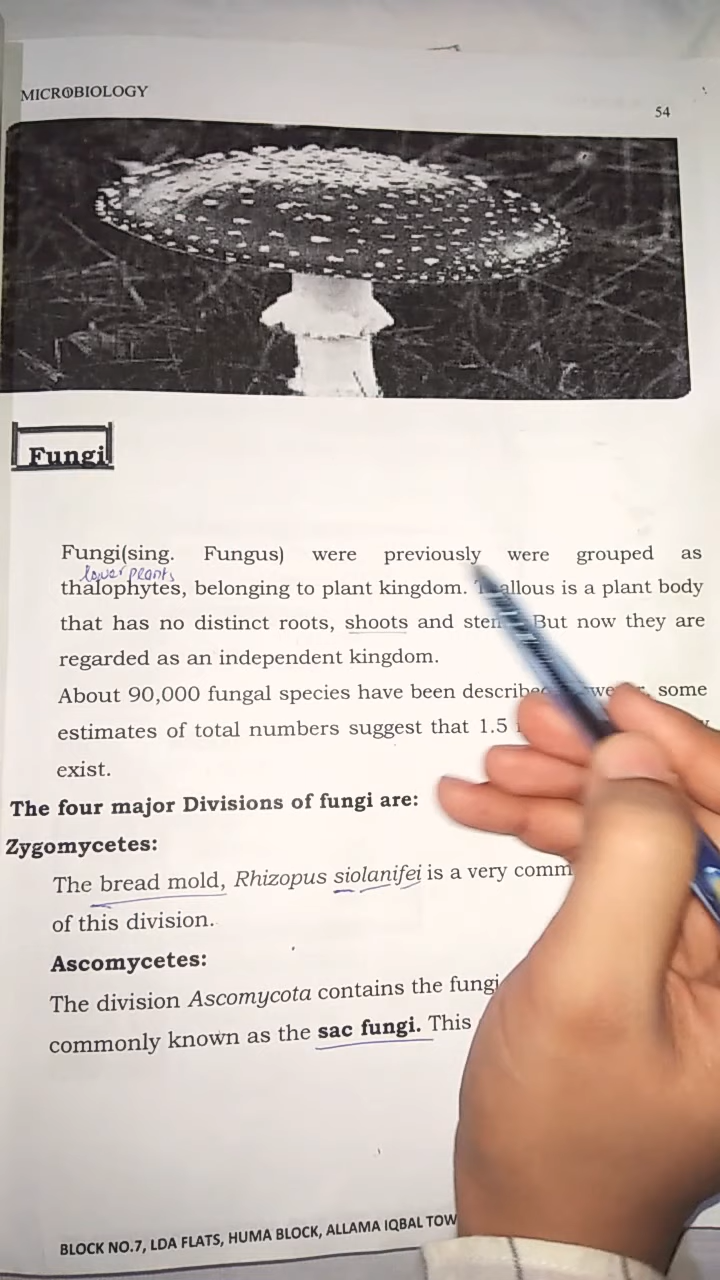 MICROBIOLOGY
54
Fungi
Fungi(sing. Fungus) were previously were grouped as
lower plants
thalophytes, belonging to plant kingdom. allous is a plant body
that has no distinct roots, shoots and But now they are
regarded as an independent kingdom.
About 90,000 fungal species have been some
estimates of total numbers suggest that 1.5
exist.
The four major Divisions of fungi are:
Zygomycetes:
The bread mold, Rhizopus siolanifei is a very
of this division.
Ascomycetes:
The division Ascomycota contains the fungi
commonly known as the sac fungi. This
BLOCK NO.7, LDA FLATS, HUMA BLOCK, ALLAMA IQBAL TOW